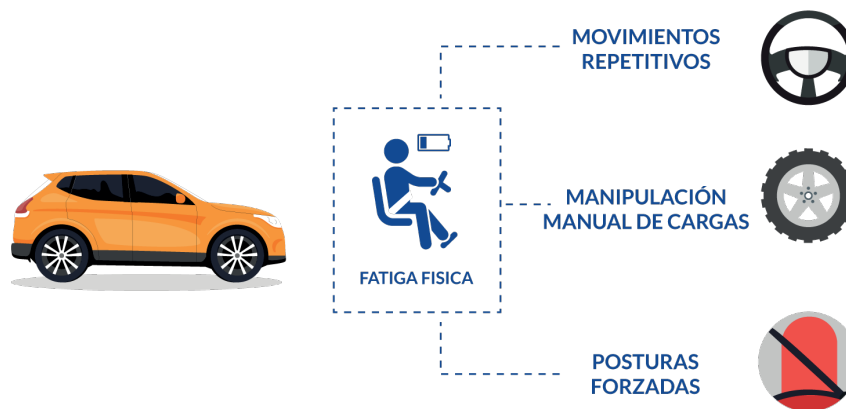 MOVIMIENTOS
REPETITIVOS
MANIPULACIÓN
MANUAL DE CARGAS
FATIGA FISICA
POSTURAS
FORZADAS